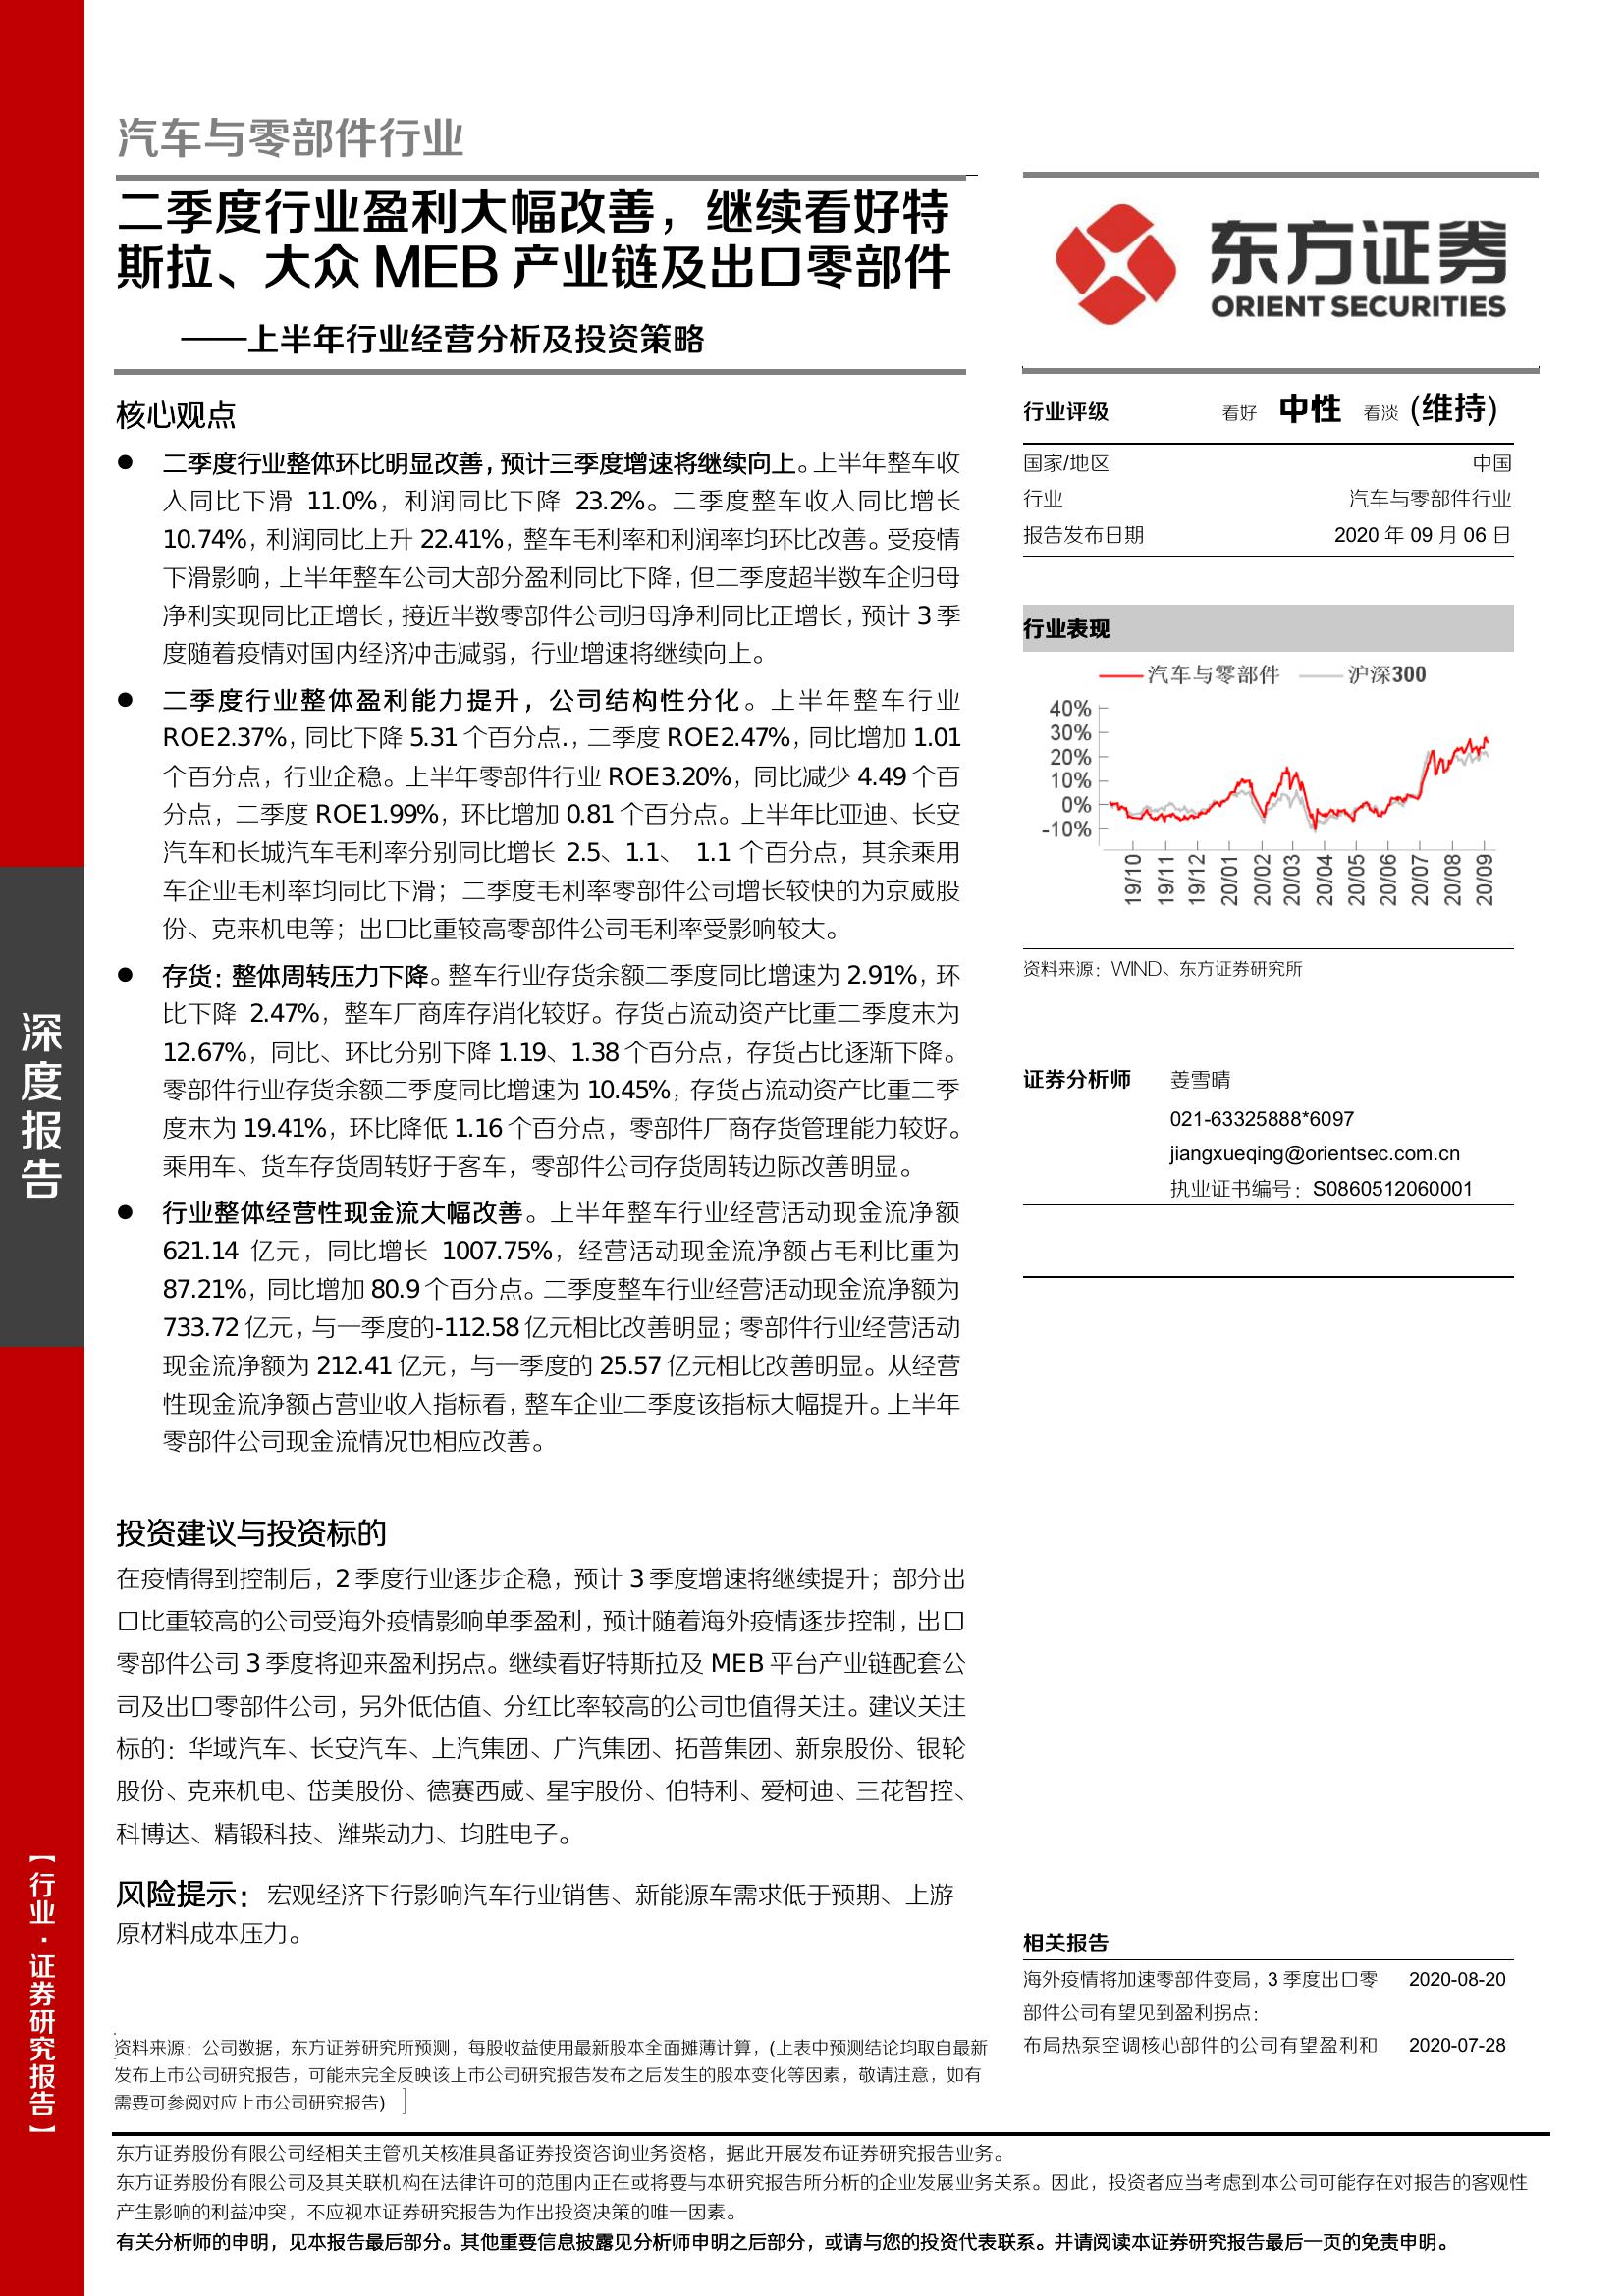 汽车与零部件行业
二季度行业盈利大幅改善，继续看好特
斯拉、大众 MEB 产业链及出口零部件
——上半年行业经营分析及投资策略
核心观点
● 二季度行业整体环比明显改善，预计三季度增速将继续向上。上半年整车收
入同比下滑 11.0%，利润同比下降 23.2%。二季度整车收入同比增长
10.74%，利润同比上升 22.41%，整车毛利率和利润率均环比改善。受疫情
下滑影响，上半年整车公司大部分盈利同比下降，但二季度超半数车企归母
净利实现同比正增长，接近半数零部件公司归母净利同比正增长，预计 3 季
度随着疫情对国内经济冲击减弱，行业增速将继续向上。
● 二季度行业整体盈利能力提升，公司结构性分化。上半年整车行业
ROE2.37%，同比下降 5.31 个百分点.，二季度 ROE2.47%，同比增加 1.01
个百分点，行业企稳。上半年零部件行业 ROE3.20%，同比减少 4.49 个百
分点，二季度 ROE1.99%，环比增加 0.81 个百分点。上半年比亚迪、长安
汽车和长城汽车毛利率分别同比增长 2.5、1.1、 1.1 个百分点，其余乘用
车企业毛利率均同比下滑；二季度毛利率零部件公司增长较快的为京威股
份、克来机电等；出口比重较高零部件公司毛利率受影响较大。
● 存货：整体周转压力下降。整车行业存货余额二季度同比增速为 2.91%，环
比下降 2.47%，整车厂商库存消化较好。存货占流动资产比重二季度末为
12.67%，同比、环比分别下降 1.19、1.38 个百分点，存货占比逐渐下降。
零部件行业存货余额二季度同比增速为 10.45%，存货占流动资产比重二季
度末为 19.41%，环比降低 1.16 个百分点，零部件厂商存货管理能力较好。
乘用车、货车存货周转好于客车，零部件公司存货周转边际改善明显。
● 行业整体经营性现金流大幅改善。上半年整车行业经营活动现金流净额
621.14 亿元，同比增长 1007.75%，经营活动现金流净额占毛利比重为
87.21%，同比增加 80.9 个百分点。二季度整车行业经营活动现金流净额为
733.72 亿元，与一季度的-112.58 亿元相比改善明显；零部件行业经营活动
现金流净额为 212.41 亿元，与一季度的 25.57 亿元相比改善明显。从经营
性现金流净额占营业收入指标看，整车企业二季度该指标大幅提升。上半年
零部件公司现金流情况也相应改善。
投资建议与投资标的
在疫情得到控制后，2 季度行业逐步企稳，预计 3 季度增速将继续提升；部分出
口比重较高的公司受海外疫情影响单季盈利，预计随着海外疫情逐步控制，出口
零部件公司 3 季度将迎来盈利拐点。继续看好特斯拉及 MEB 平台产业链配套公
司及出口零部件公司，另外低估值、分红比率较高的公司也值得关注。建议关注
标的：华域汽车、长安汽车、上汽集团、广汽集团、拓普集团、新泉股份、银轮
股份、克来机电、岱美股份、德赛西威、星宇股份、伯特利、爱柯迪、三花智控、
科博达、精锻科技、潍柴动力、均胜电子。
风险提示：宏观经济下行影响汽车行业销售、新能源车需求低于预期、上游
原材料成本压力。
资料来源：公司数据，东方证券研究所预测，每股收益使用最新股本全面摊薄计算，(上表中预测结论均取自最新
发布上市公司研究报告，可能未完全反映该上市公司研究报告发布之后发生的股本变化等因素，敬请注意，如有
需要可参阅对应上市公司研究报告) ]
东方证券
ORIENT SECURITIES
行业评级 看好 中性 看淡 (维持)
国家/地区 中国
行业 汽车与零部件行业
报告发布日期 2020 年 09 月 06 日
行业表现
汽车与零部件 沪深300
40%
30%
20%
10%
0%
-10%
19/10 19/11 19/12 20/01 20/02 20/03 20/04 20/05 20/06 20/07 20/08 20/09
资料来源：WIND、东方证券研究所
证券分析师 姜雪晴
021-63325888*6097
jiangxueqing@orientsec.com.cn
执业证书编号：S0860512060001
相关报告
海外疫情将加速零部件变局，3 季度出口零 2020-08-20
部件公司有望见到盈利拐点：
布局热泵空调核心部件的公司有望盈利和 2020-07-28
深度报告
【行业·证券研究报告】
东方证券股份有限公司经相关主管机关核准具备证券投资咨询业务资格，据此开展发布证券研究报告业务。
东方证券股份有限公司及其关联机构在法律许可的范围内正在或将要与本研究报告所分析的企业发展业务关系。因此，投资者应当考虑到本公司可能存在对报告的客观性
产生影响的利益冲突，不应视本证券研究报告为作出投资决策的唯一因素。
有关分析师的申明，见本报告最后部分。其他重要信息披露见分析师申明之后部分，或请与您的投资代表联系。并请阅读本证券研究报告最后一页的免责申明。